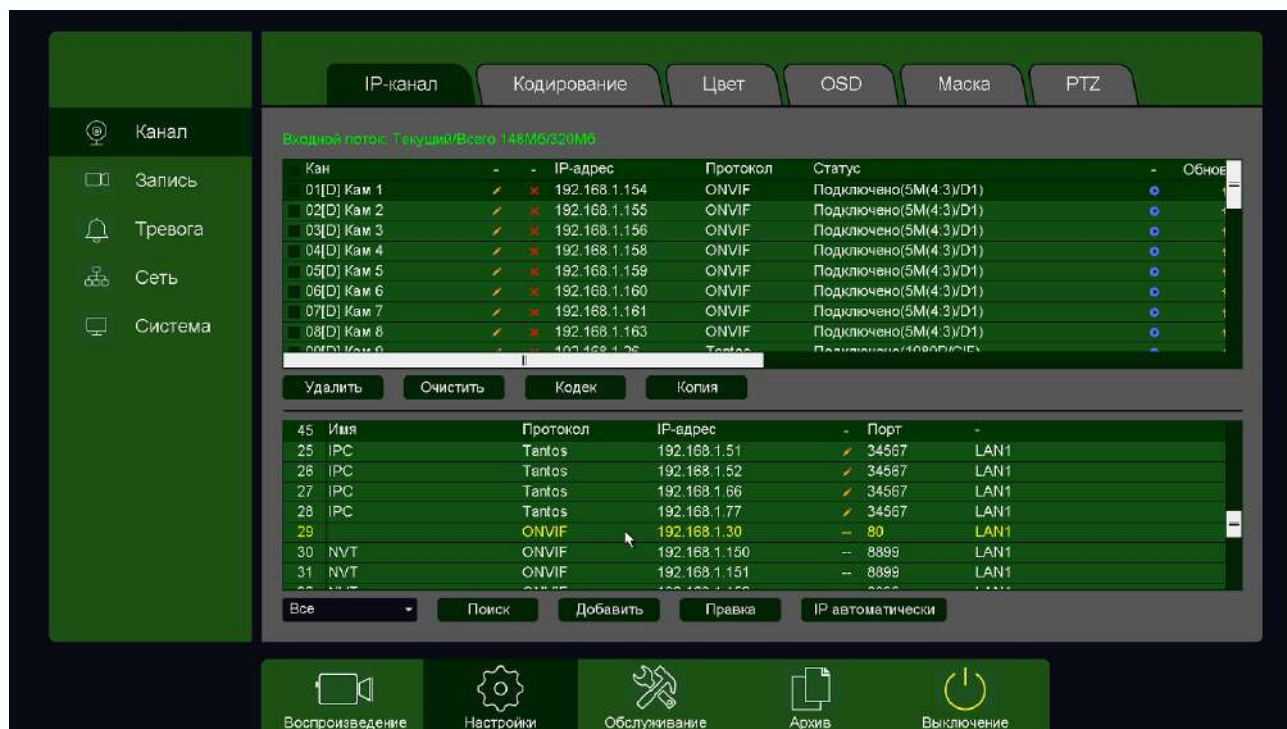 IP-канал Кодирование Цвет OSD Маска PTZ
Канал
Запись
Тревога
Сеть
Система
Входной поток: Текущий/Всего 148Мб/320Мб
Кан - - IP-адрес Протокол Статус - Обнов
01[D] Кам 1 192.168.1.154 ONVIF Подключено(5M(4:3)/D1)
02[D] Кам 2 192.168.1.155 ONVIF Подключено(5M(4:3)/D1)
03[D] Кам 3 192.168.1.156 ONVIF Подключено(5M(4:3)/D1)
04[D] Кам 4 192.168.1.158 ONVIF Подключено(5M(4:3)/D1)
05[D] Кам 5 192.168.1.159 ONVIF Подключено(5M(4:3)/D1)
06[D] Кам 6 192.168.1.160 ONVIF Подключено(5M(4:3)/D1)
07[D] Кам 7 192.168.1.161 ONVIF Подключено(5M(4:3)/D1)
08[D] Кам 8 192.168.1.163 ONVIF Подключено(5M(4:3)/D1)
09[D] Кам 9 192.168.1.26 Tantos Подключено(1080P/CIF)
Удалить Очистить Кодек Копия
45 Имя Протокол IP-адрес - Порт -
25 IPC Tantos 192.168.1.51 34567 LAN1
26 IPC Tantos 192.168.1.52 34567 LAN1
27 IPC Tantos 192.168.1.66 34567 LAN1
28 IPC Tantos 192.168.1.77 34567 LAN1
29 ONVIF 192.168.1.30 -- 80 LAN1
30 NVT ONVIF 192.168.1.150 -- 8899 LAN1
31 NVT ONVIF 192.168.1.151 -- 8899 LAN1
Все Поиск Добавить Правка IP автоматически
Воспроизведение Настройки Обслуживание Архив Выключение